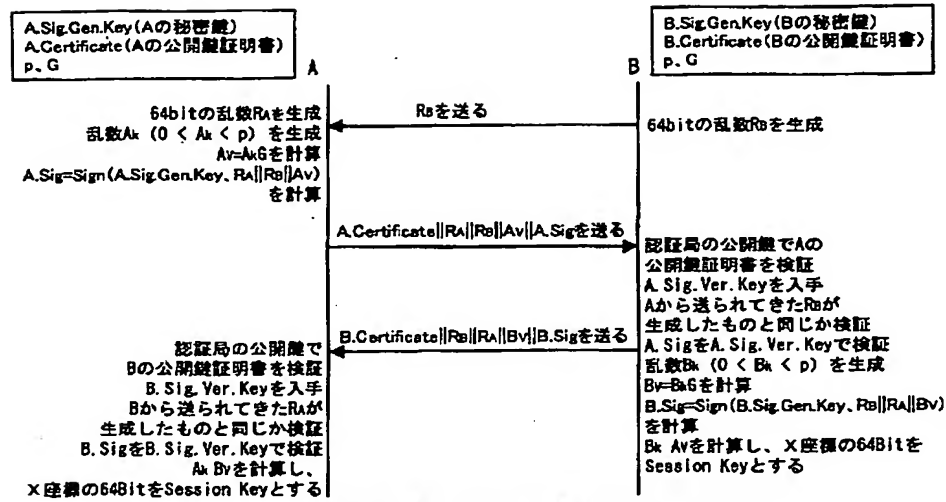 A.Sig.Gen.Key(Aの秘密鍵)
A.Certificate(Aの公開鍵証明書)
p、G
A
B.Sig.Gen.Key(Bの秘密鍵)
B.Certificate(Bの公開鍵証明書)
p、G
B
RBを送る
64bitの乱数RBを生成
64bitの乱数RAを生成
乱数Ak (0 < Ak < p) を生成
Av=AkGを計算
A.Sig=Sign(A.Sig.Gen.Key、RA||RB||Av)
を計算
A.Certificate||RA||RB||Av||A.Sigを送る
認証局の公開鍵でAの
公開鍵証明書を検証
A.Sig.Ver.Keyを入手
Aから送られてきたRBが
生成したものと同じか検証
A.SigをA.Sig.Ver.Keyで検証
乱数Bk (0 < Bk < p) を生成
Bv=BkGを計算
B.Sig=Sign(B.Sig.Gen.Key、RB||RA||Bv)
を計算
Bk Avを計算し、X座標の64Bitを
Session Keyとする
B.Certificate||RB||RA||Bv||B.Sigを送る
認証局の公開鍵で
Bの公開鍵証明書を検証
B.Sig.Ver.Keyを入手
Bから送られてきたRAが
生成したものと同じか検証
B.SigをB.Sig.Ver.Keyで検証
Ak Bvを計算し、
X座標の64BitをSession Keyとする